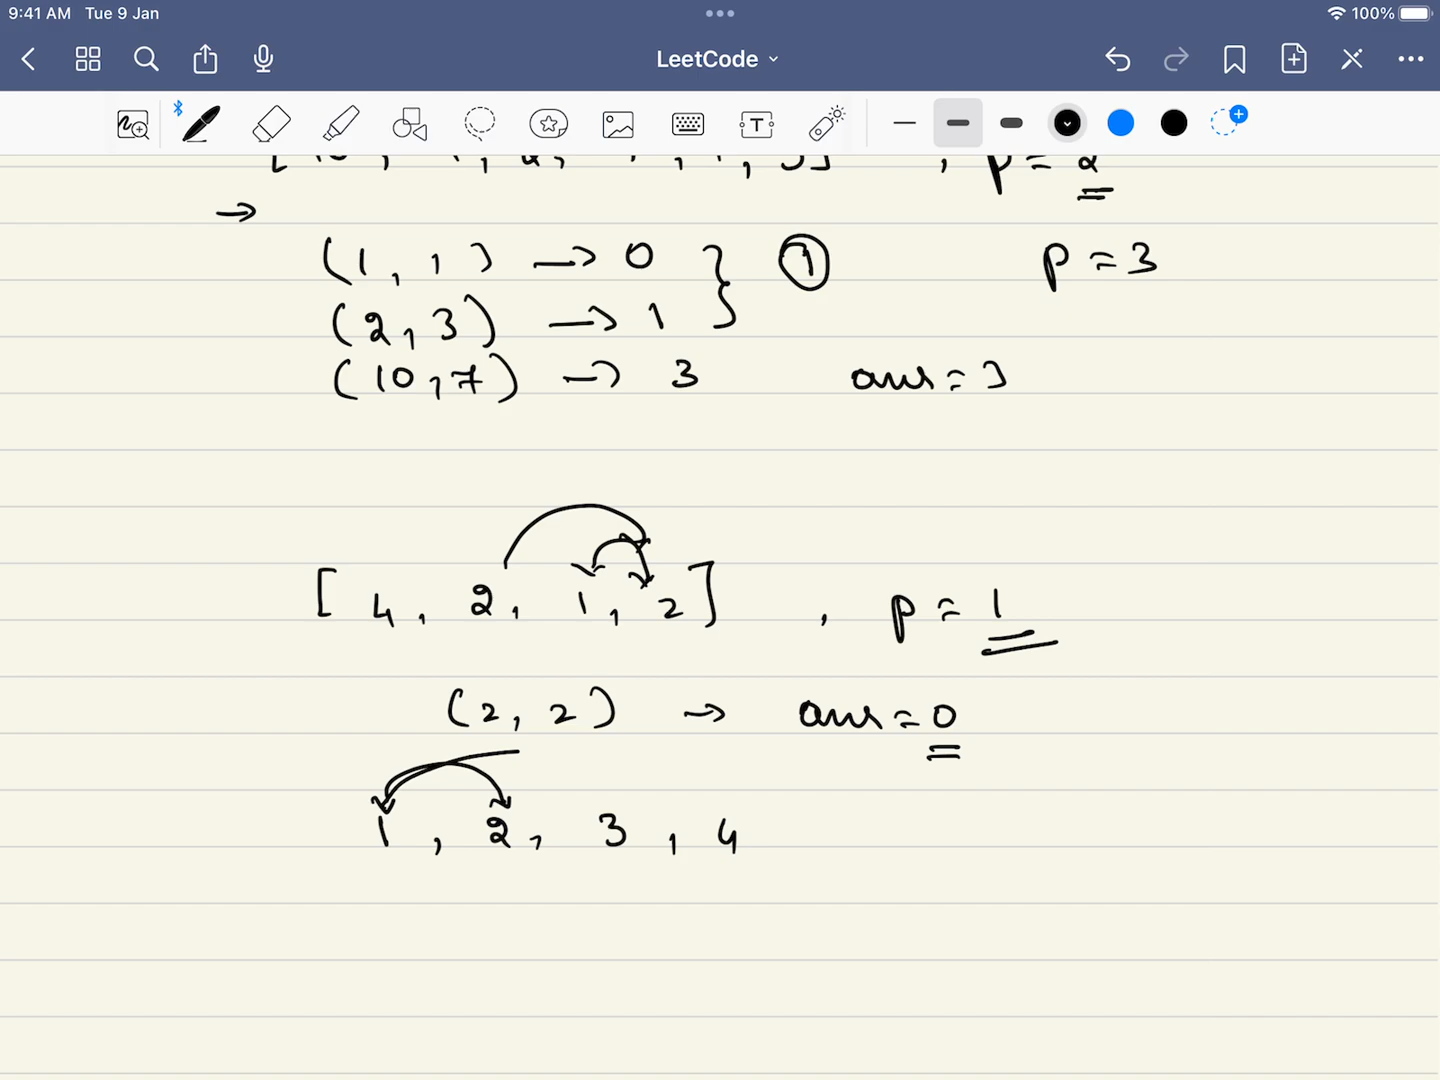 9:41 AM Tue 9 Jan 100%
LeetCode
T
, p = 2
(1, 1) → 0 } 1 p = 3
(2, 3) → 1
(10, 7) → 3 ans = 3
[4, 2, 1, 2] , p = 1
(2, 2) → ans = 0
1, 2, 3, 4